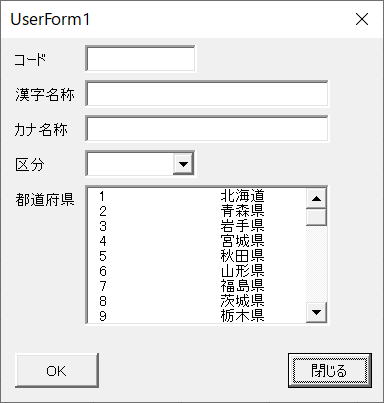 UserForm1
コード
漢字名称
カナ名称
区分
都道府県
1 北海道
2 青森県
3 岩手県
4 宮城県
5 秋田県
6 山形県
7 福島県
8 茨城県
9 栃木県
OK 閉じる